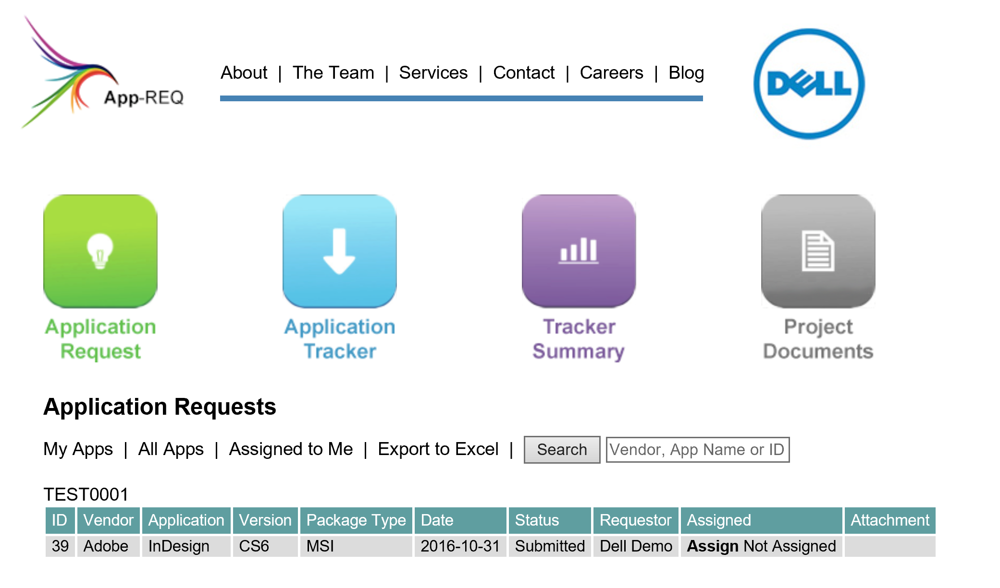 App-REQ
About | The Team | Services | Contact | Careers | Blog
DELL
Application Request
Application Tracker
Tracker Summary
Project Documents
Application Requests
My Apps | All Apps | Assigned to Me | Export to Excel | Search Vendor, App Name or ID
TEST0001
ID Vendor Application Version Package Type Date Status Requestor Assigned Attachment
39 Adobe InDesign CS6 MSI 2016-10-31 Submitted Dell Demo Assign Not Assigned